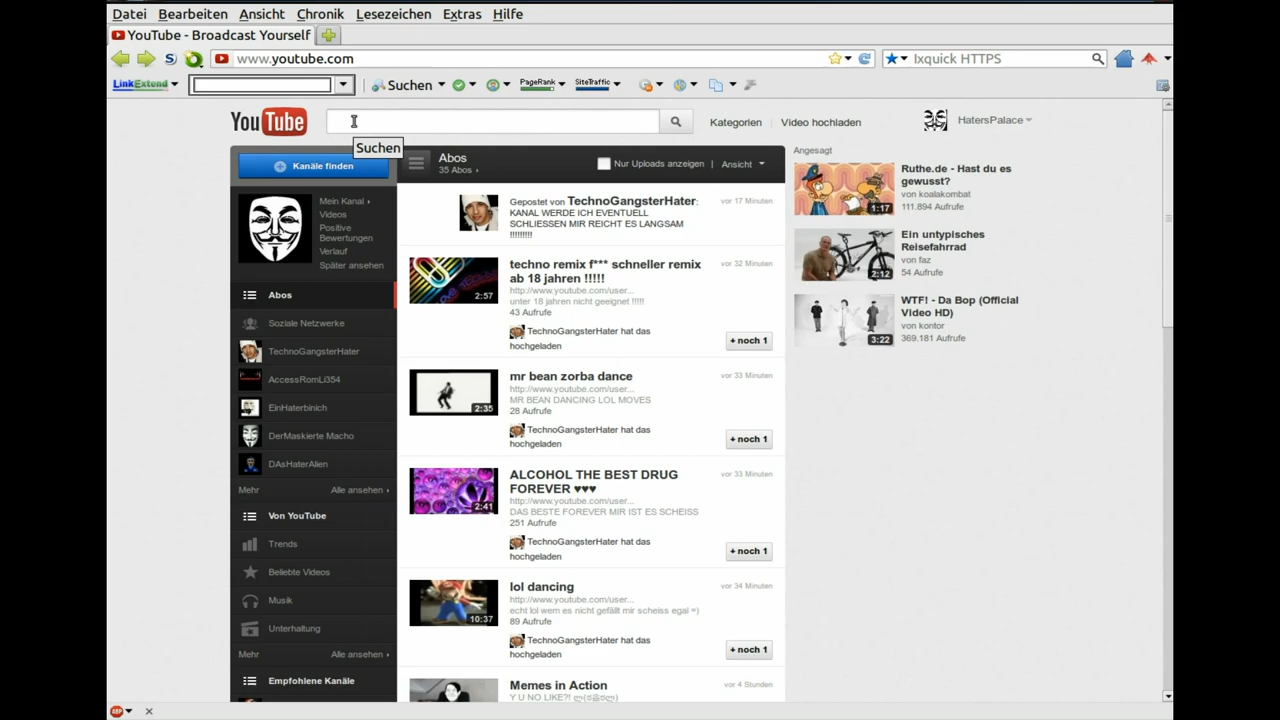 Datei Bearbeiten Ansicht Chronik Lesezeichen Extras Hilfe
YouTube - Broadcast Yourself
www.youtube.com
Ixquick HTTPS
LinkExtend
Suchen
PageRank
SiteTraffic
YouTube
Kategorien
Video hochladen
HatersPalace
Suchen
Kanäle finden
Mein Kanal
Videos
Positive
Bewertungen
Verlauf
Später ansehen
Abos
Soziale Netzwerke
TechnoGangsterHater
AccessRomLi354
EinHaterbinich
DerMaskierte Macho
DAsHaterAlien
Mehr
Alle ansehen
Von YouTube
Trends
Beliebte Videos
Musik
Unterhaltung
Mehr
Alle ansehen
Empfohlene Kanäle
Abos
35 Abos
Nur Uploads anzeigen
Ansicht
Gepostet von TechnoGangsterHater:
KANAL WERDE ICH EVENTUELL
SCHLIESSEN MIR REICHT ES LANGSAM
!!!!!!!!!
vor 17 Minuten
2:57
techno remix f*** schneller remix
ab 18 jahren !!!!!
http://www.youtube.com/user...
unter 18 jahren nicht geeignet !!!!!
43 Aufrufe
TechnoGangsterHater hat das
hochgeladen
vor 32 Minuten
+ noch 1
2:35
mr bean zorba dance
http://www.youtube.com/user...
MR BEAN DANCING LOL MOVES
28 Aufrufe
TechnoGangsterHater hat das
hochgeladen
vor 33 Minuten
+ noch 1
2:41
ALCOHOL THE BEST DRUG
FOREVER ♥♥♥
http://www.youtube.com/user...
DAS BESTE FOREVER MIR IST ES SCHEISS
251 Aufrufe
TechnoGangsterHater hat das
hochgeladen
vor 33 Minuten
+ noch 1
10:37
lol dancing
http://www.youtube.com/user...
echt lol wem es nicht gefällt mir scheiss egal =)
89 Aufrufe
TechnoGangsterHater hat das
hochgeladen
vor 34 Minuten
+ noch 1
Memes in Action
Y U NO LIKE?!
vor 4 Stunden
Angesagt
1:17
Ruthe.de - Hast du es
gewusst?
von koalakombat
111.894 Aufrufe
2:12
Ein untypisches
Reisefahrrad
von faz
54 Aufrufe
3:22
WTF! - Da Bop (Official
Video HD)
von kontor
369.181 Aufrufe
ABP